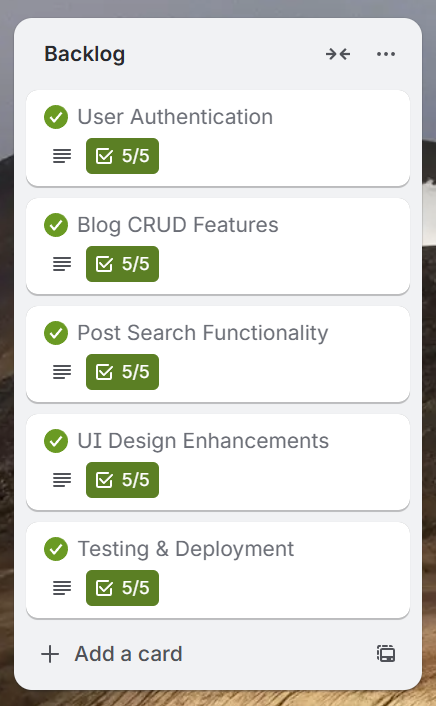 Backlog
User Authentication
5/5
Blog CRUD Features
5/5
Post Search Functionality
5/5
UI Design Enhancements
5/5
Testing & Deployment
5/5
Add a card